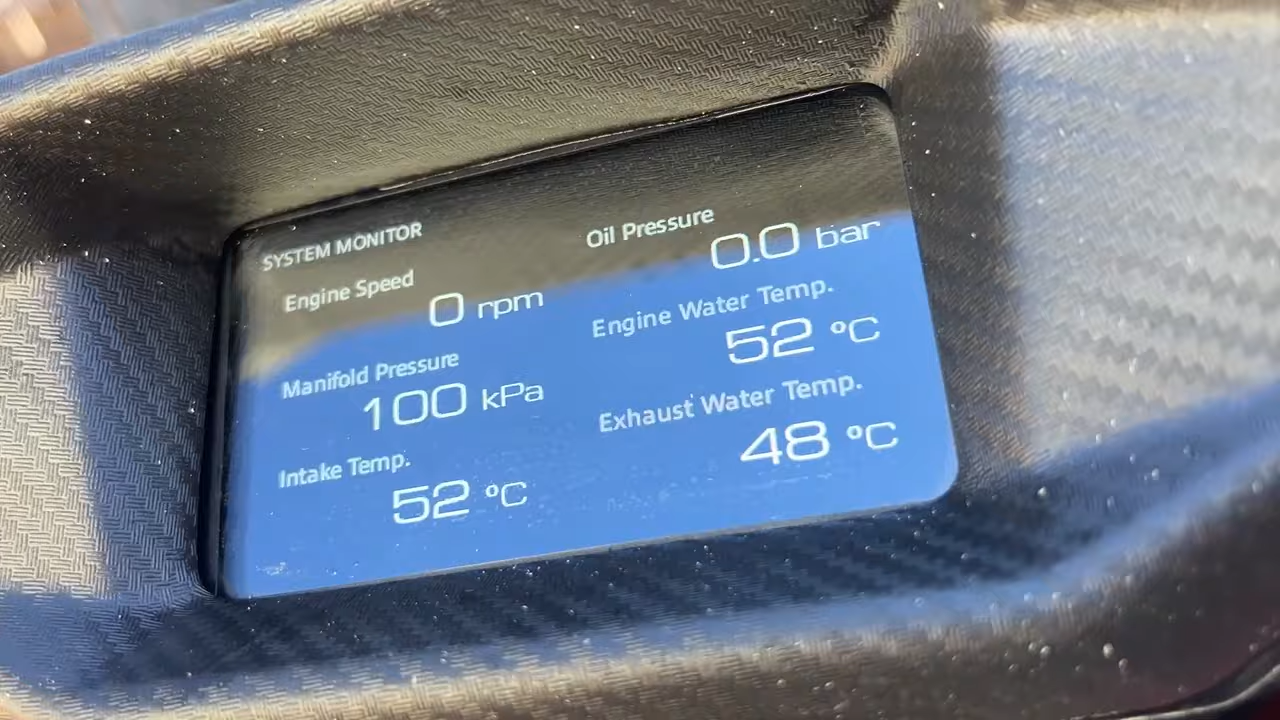 SYSTEM MONITOR
Engine Speed
0 rpm
Manifold Pressure
100 kPa
Intake Temp.
52 °C
Oil Pressure
0.0 bar
Engine Water Temp.
52 °C
Exhaust Water Temp.
48 °C